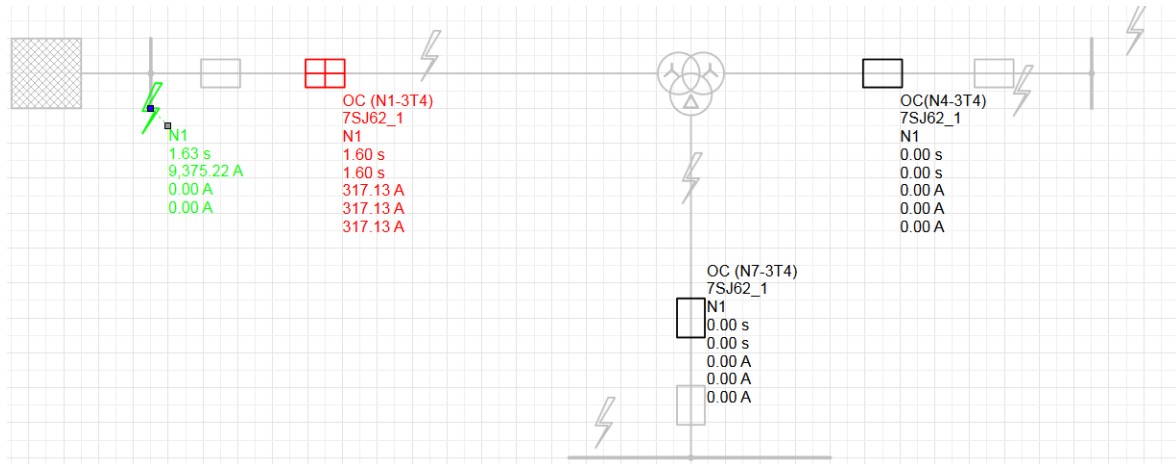 N1
1.63 s
9,375.22 A
0.00 A
0.00 A
OC (N1-3T4)
7SJ62_1
N1
1.60 s
1.60 s
317.13 A
317.13 A
317.13 A
OC(N4-3T4)
7SJ62_1
N1
0.00 s
0.00 s
0.00 A
0.00 A
0.00 A
OC (N7-3T4)
7SJ62_1
N1
0.00 s
0.00 s
0.00 A
0.00 A
0.00 A